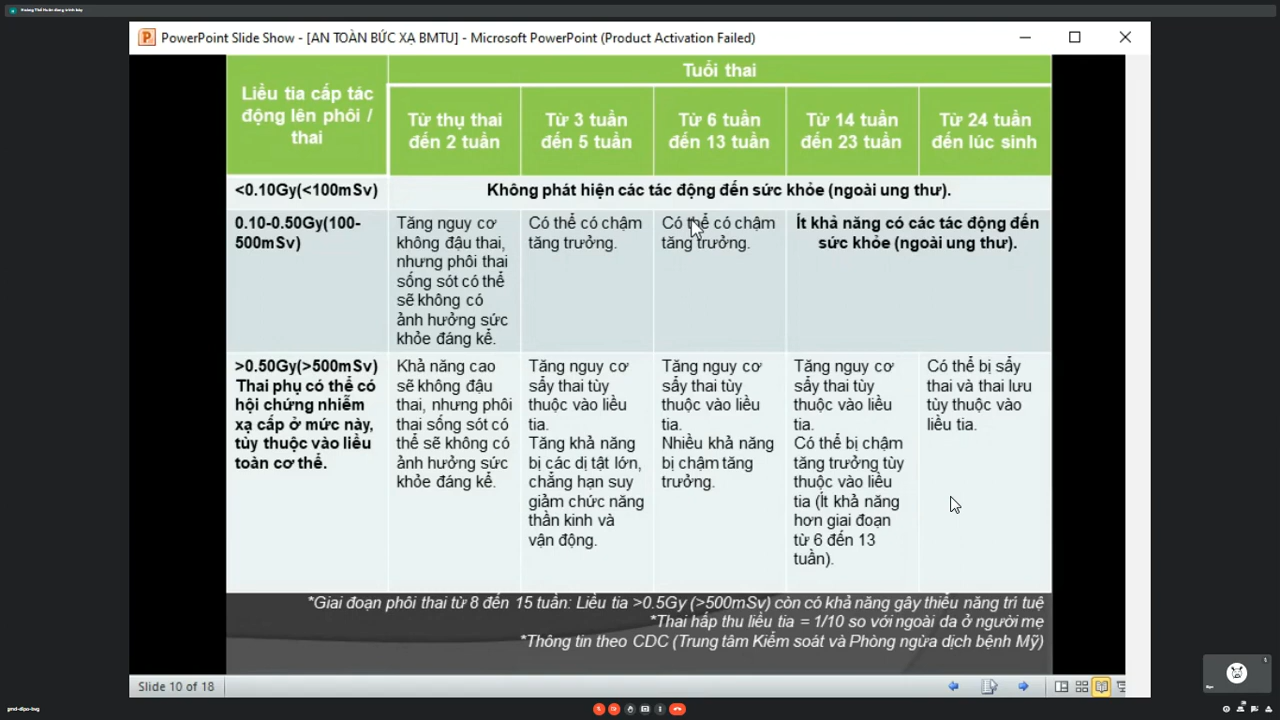 Hoàng Thế Huân đang trình bày
PowerPoint Slide Show - [AN TOÀN BỨC XẠ BMTU] - Microsoft PowerPoint (Product Activation Failed)
Liều tia cấp tác
động lên phôi /
thai
Tuổi thai
Từ thụ thai
đến 2 tuần
Từ 3 tuần
đến 5 tuần
Từ 6 tuần
đến 13 tuần
Từ 14 tuần
đến 23 tuần
Từ 24 tuần
đến lúc sinh
<0.10Gy(<100mSv)
Không phát hiện các tác động đến sức khỏe (ngoài ung thư).
0.10-0.50Gy(100-
500mSv)
Tăng nguy cơ
không đậu thai,
nhưng phôi thai
sống sót có thể
sẽ không có
ảnh hưởng sức
khỏe đáng kể.
Có thể có chậm
tăng trưởng.
Có thể có chậm
tăng trưởng.
Ít khả năng có các tác động đến
sức khỏe (ngoài ung thư).
>0.50Gy(>500mSv)
Thai phụ có thể có
hội chứng nhiễm
xạ cấp ở mức này,
tùy thuộc vào liều
toàn cơ thể.
Khả năng cao
sẽ không đậu
thai, nhưng phôi
thai sống sót có
thể sẽ không có
ảnh hưởng sức
khỏe đáng kể.
Tăng nguy cơ
sẩy thai tùy
thuộc vào liều
tia.
Tăng khả năng
bị các dị tật lớn,
chẳng hạn suy
giảm chức năng
thần kinh và
vận động.
Tăng nguy cơ
sẩy thai tùy
thuộc vào liều
tia.
Nhiều khả năng
bị chậm tăng
trưởng.
Tăng nguy cơ
sẩy thai tùy
thuộc vào liều
tia.
Có thể bị chậm
tăng trưởng tùy
thuộc vào liều
tia (Ít khả năng
hơn giai đoạn
từ 6 đến 13
tuần).
Có thể bị sẩy
thai và thai lưu
tùy thuộc vào
liều tia.
*Giai đoạn phôi thai từ 8 đến 15 tuần: Liều tia >0.5Gy (>500mSv) còn có khả năng gây thiểu năng trí tuệ
*Thai hấp thu liều tia = 1/10 so với ngoài da ở người mẹ
*Thông tin theo CDC (Trung tâm Kiểm soát và Phòng ngừa dịch bệnh Mỹ)
Slide 10 of 18